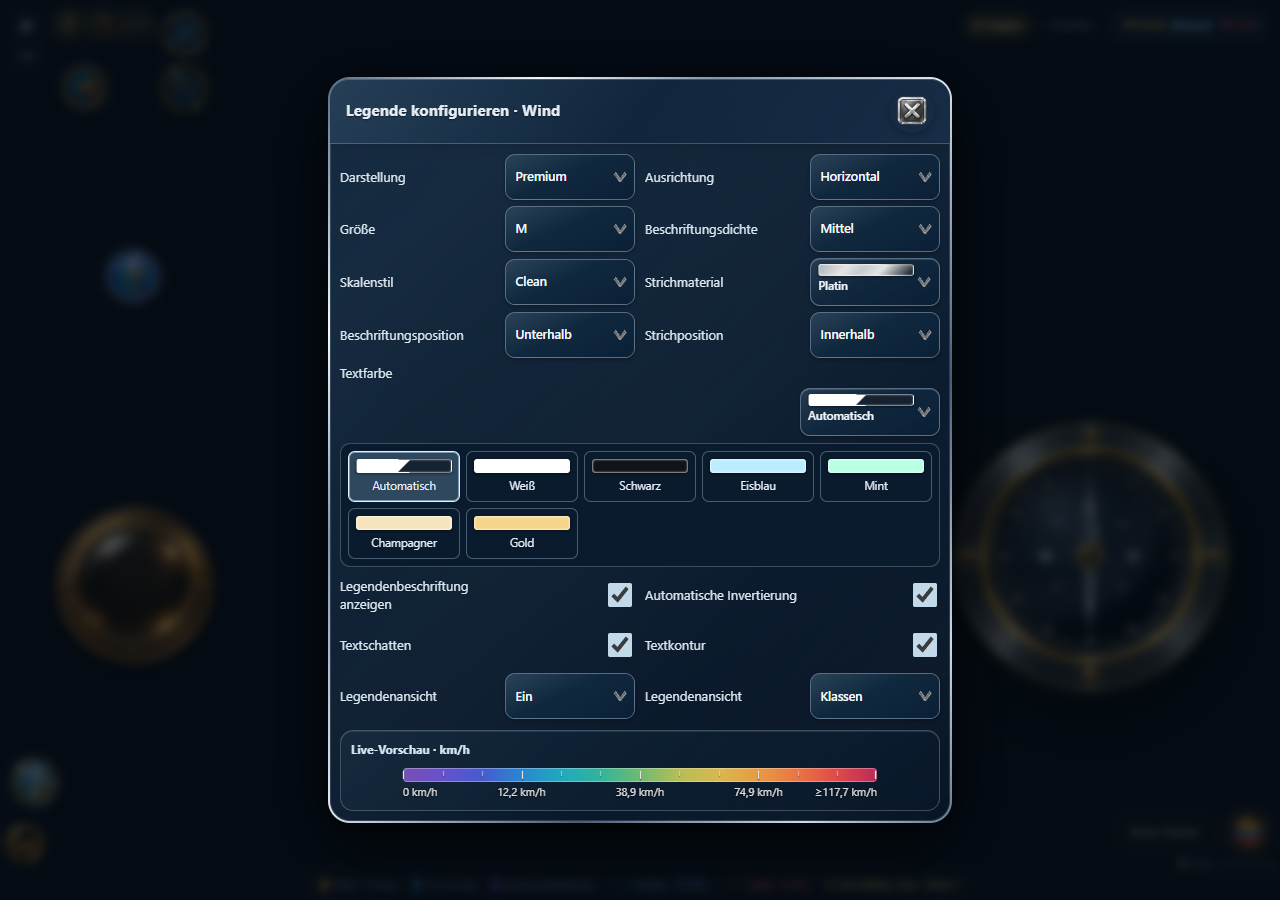 Legende konfigurieren · Wind
Darstellung Premium Ausrichtung Horizontal
Größe M Beschriftungsdichte Mittel
Skalenstil Clean Strichmaterial Platin
Beschriftungsposition Unterhalb Strichposition Innerhalb
Textfarbe
Automatisch
Automatisch Weiß Schwarz Eisblau Mint
Champagner Gold
Legendenbeschriftung
anzeigen Automatische Invertierung
Textschatten Textkontur
Legendenansicht Ein Legendenansicht Klassen
Live-Vorschau · km/h
0 km/h 12,2 km/h 38,9 km/h 74,9 km/h ≥117,7 km/h